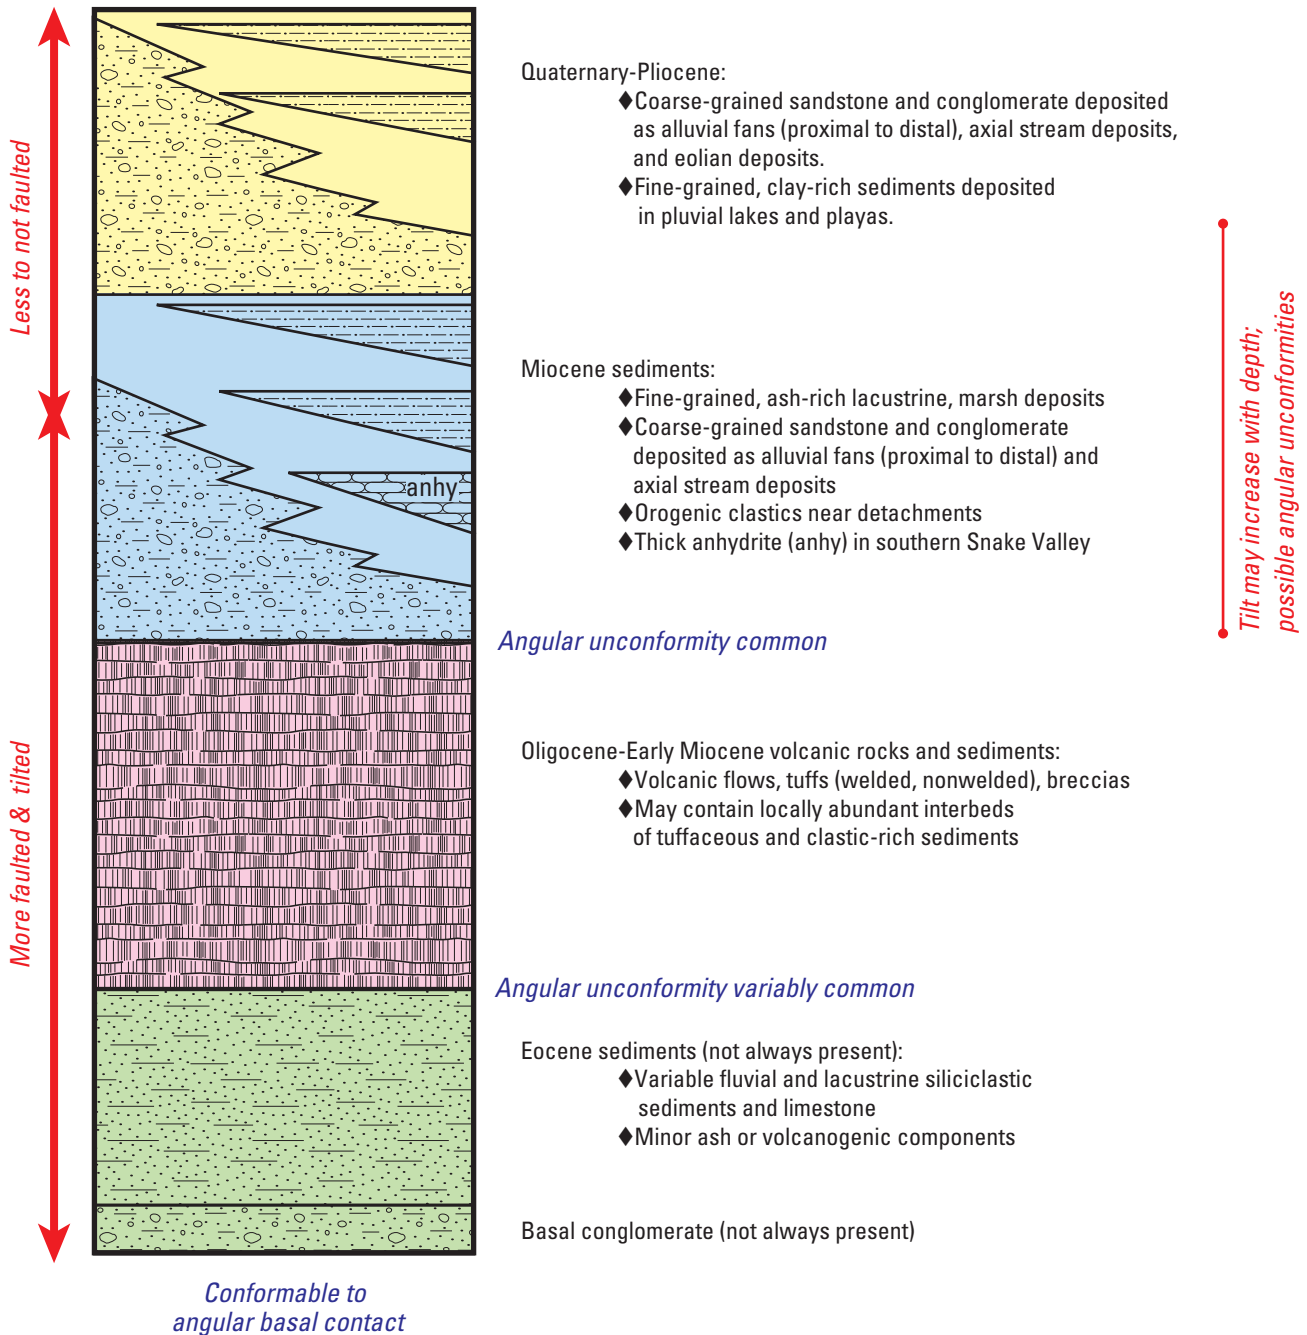 Less to not faulted
More faulted & tilted
Quaternary-Pliocene:
♦Coarse-grained sandstone and conglomerate deposited
as alluvial fans (proximal to distal), axial stream deposits,
and eolian deposits.
♦Fine-grained, clay-rich sediments deposited
in pluvial lakes and playas.
Tilt may increase with depth;
possible angular unconformities
Miocene sediments:
♦Fine-grained, ash-rich lacustrine, marsh deposits
♦Coarse-grained sandstone and conglomerate
deposited as alluvial fans (proximal to distal) and
axial stream deposits
♦Orogenic clastics near detachments
♦Thick anhydrite (anhy) in southern Snake Valley
anhy
Angular unconformity common
Oligocene-Early Miocene volcanic rocks and sediments:
♦Volcanic flows, tuffs (welded, nonwelded), breccias
♦May contain locally abundant interbeds
of tuffaceous and clastic-rich sediments
Angular unconformity variably common
Eocene sediments (not always present):
♦Variable fluvial and lacustrine siliciclastic
sediments and limestone
♦Minor ash or volcanogenic components
Basal conglomerate (not always present)
Conformable to
angular basal contact